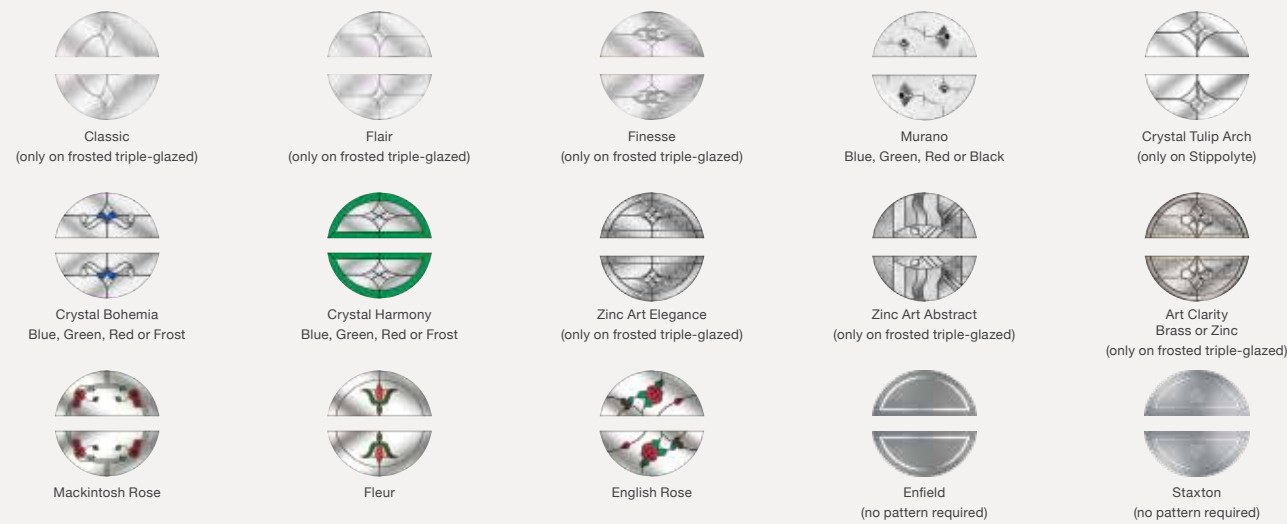 Classic
(only on frosted triple-glazed)
Flair
(only on frosted triple-glazed)
Finesse
(only on frosted triple-glazed)
Murano
Blue, Green, Red or Black
Crystal Tulip Arch
(only on Stippolyte)
Crystal Bohemia
Blue, Green, Red or Frost
Crystal Harmony
Blue, Green, Red or Frost
Zinc Art Elegance
(only on frosted triple-glazed)
Zinc Art Abstract
(only on frosted triple-glazed)
Art Clarity
Brass or Zinc
(only on frosted triple-glazed)
Mackintosh Rose
Fleur
English Rose
Enfield
(no pattern required)
Staxton
(no pattern required)